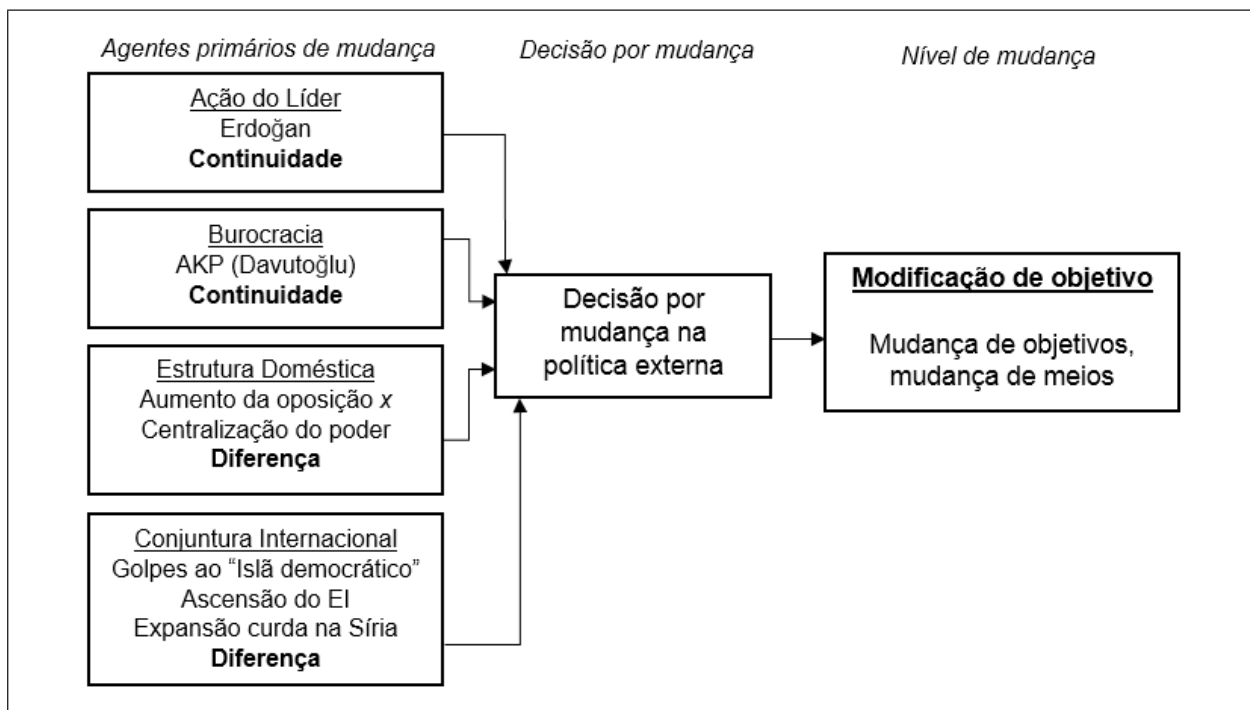 Agentes primários de mudança
Decisão por mudança
Nível de mudança
Ação do Líder
Erdoğan
Continuidade
Burocracia
AKP (Davutoğlu)
Continuidade
Estrutura Doméstica
Aumento da oposição x
Centralização do poder
Diferença
Conjuntura Internacional
Golpes ao “Islã democrático”
Ascensão do EI
Expansão curda na Síria
Diferença
Decisão por
mudança na
política externa
Modificação de objetivo
Mudança de objetivos,
mudança de meios